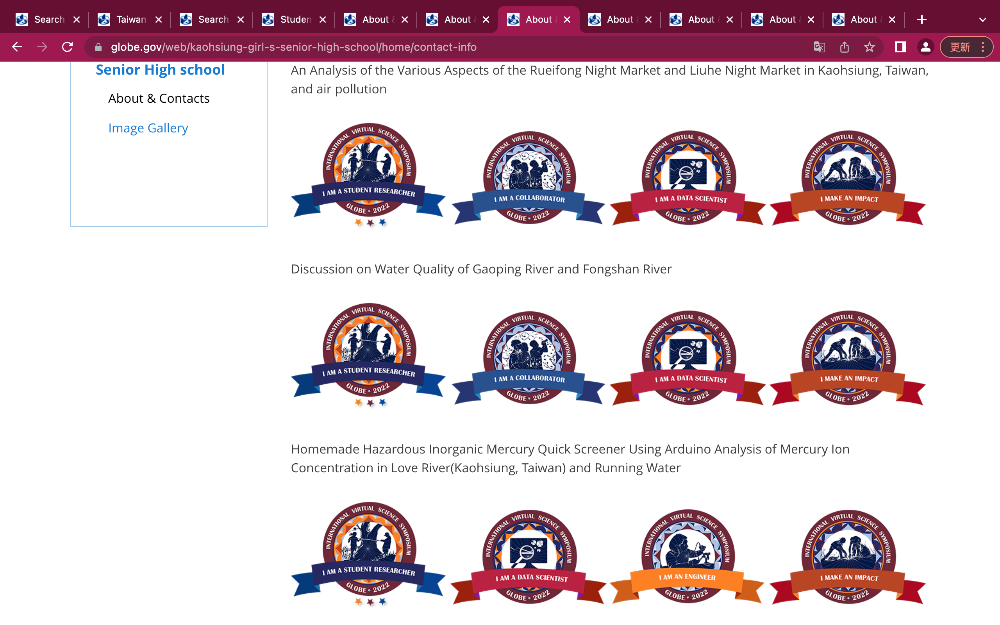 Search
Taiwan
Search
Studen
About
About
About
About
About
About
About
globe.gov/web/kaohsiung-girl-s-senior-high-school/home/contact-info
更新
Senior High school
About & Contacts
Image Gallery
An Analysis of the Various Aspects of the Rueifong Night Market and Liuhe Night Market in Kaohsiung, Taiwan,
and air pollution
INTERNATIONAL VIRTUAL SCIENCE SYMPOSIUM
I AM A STUDENT RESEARCHER
GLOBE * 2022
INTERNATIONAL VIRTUAL SCIENCE SYMPOSIUM
I AM A COLLABORATOR
GLOBE * 2022
INTERNATIONAL VIRTUAL SCIENCE SYMPOSIUM
I AM A DATA SCIENTIST
GLOBE * 2022
INTERNATIONAL VIRTUAL SCIENCE SYMPOSIUM
I MAKE AN IMPACT
GLOBE * 2022
Discussion on Water Quality of Gaoping River and Fongshan River
INTERNATIONAL VIRTUAL SCIENCE SYMPOSIUM
I AM A STUDENT RESEARCHER
GLOBE * 2022
INTERNATIONAL VIRTUAL SCIENCE SYMPOSIUM
I AM A COLLABORATOR
GLOBE * 2022
INTERNATIONAL VIRTUAL SCIENCE SYMPOSIUM
I AM A DATA SCIENTIST
GLOBE * 2022
INTERNATIONAL VIRTUAL SCIENCE SYMPOSIUM
I MAKE AN IMPACT
GLOBE * 2022
Homemade Hazardous Inorganic Mercury Quick Screener Using Arduino Analysis of Mercury Ion
Concentration in Love River(Kaohsiung, Taiwan) and Running Water
INTERNATIONAL VIRTUAL SCIENCE SYMPOSIUM
I AM A STUDENT RESEARCHER
GLOBE * 2022
INTERNATIONAL VIRTUAL SCIENCE SYMPOSIUM
I AM A DATA SCIENTIST
GLOBE * 2022
INTERNATIONAL VIRTUAL SCIENCE SYMPOSIUM
I AM AN ENGINEER
GLOBE * 2022
INTERNATIONAL VIRTUAL SCIENCE SYMPOSIUM
I MAKE AN IMPACT
GLOBE * 2022